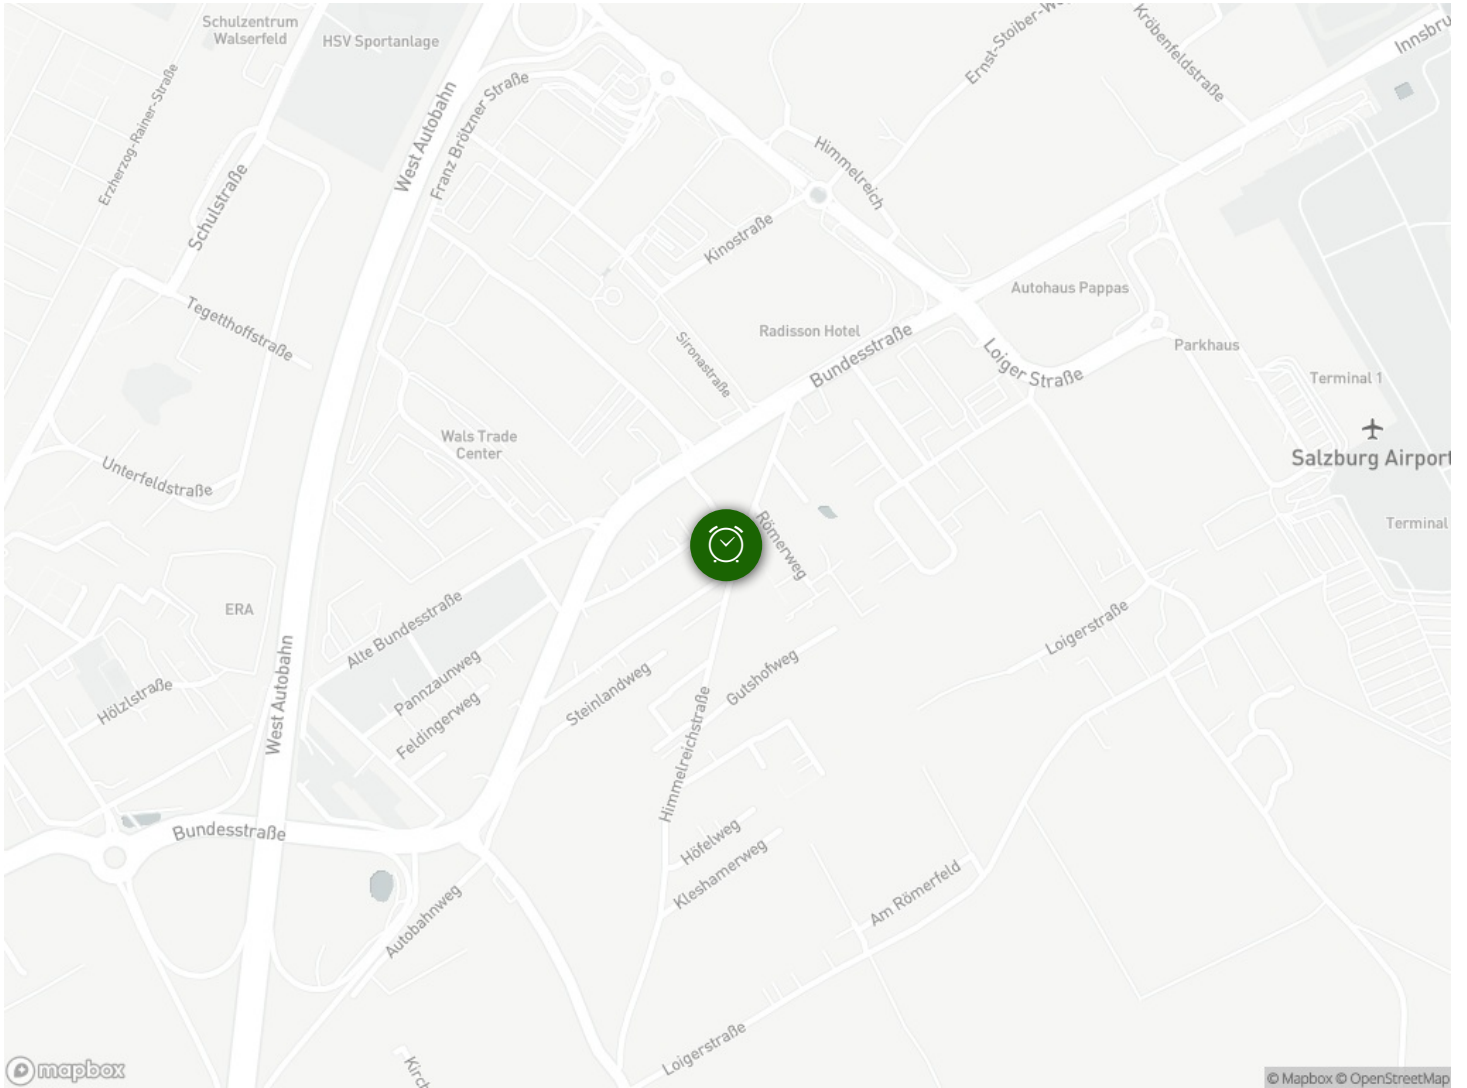 Schulzentrum
Walserfeld
HSV Sportanlage
Erzherzog-Rainer-Straße
Schulstraße
West Autobahn
Franz Brötzner Straße
Ernst-Stoiber-We
Kröbenfeldstraße
Innsbru
Himmelreich
Kinostraße
Tegetthoffstraße
Autohaus Pappas
Radisson Hotel
Bundesstraße
Sironastraße
Loiger Straße
Parkhaus
Terminal 1
Salzburg Airport
Wals Trade
Center
Unterfeldstraße
Terminal
Römerweg
ERA
Alte Bundesstraße
Loigerstraße
West Autobahn
Hölzlstraße
Pannzaunweg
Feldingerweg
Steinlandweg
Gutshofweg
Himmelreichstraße
Bundesstraße
Höfelweg
Kleshamerweg
Autobahnweg
Am Römerfeld
Loigerstraße
Kirch
mapbox
© Mapbox © OpenStreetMap